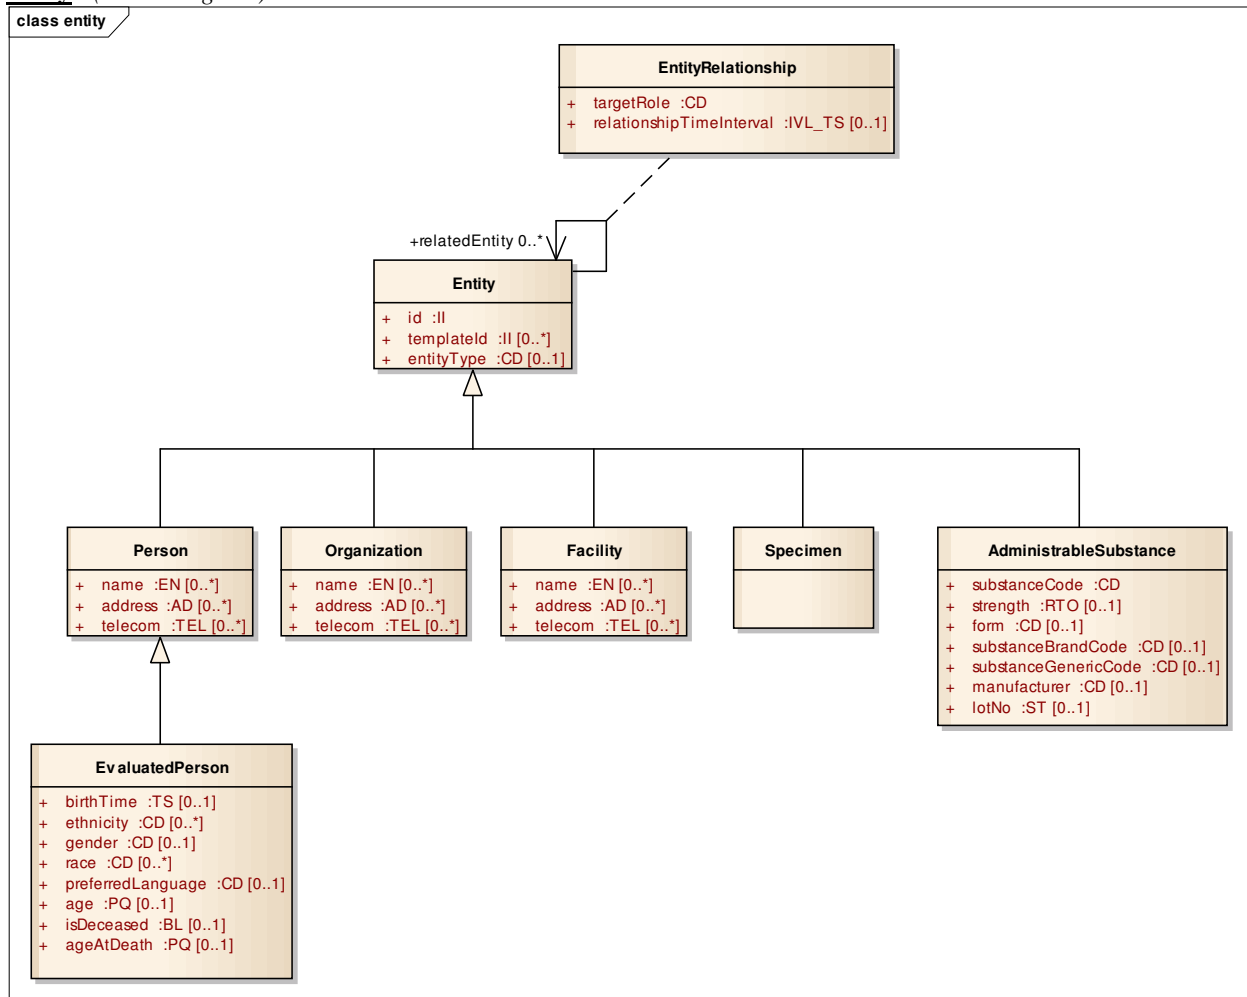 class entity
EntityRelationship
+ targetRole :CD
+ relationshipTimeInterval :IVL_TS [0..1]
+relatedEntity 0..*
Entity
+ id :II
+ templateId :II [0..*]
+ entityType :CD [0..1]
Person
+ name :EN [0..*]
+ address :AD [0..*]
+ telecom :TEL [0..*]
Organization
+ name :EN [0..*]
+ address :AD [0..*]
+ telecom :TEL [0..*]
Facility
+ name :EN [0..*]
+ address :AD [0..*]
+ telecom :TEL [0..*]
Specimen
AdministrableSubstance
+ substanceCode :CD
+ strength :RTO [0..1]
+ form :CD [0..1]
+ substanceBrandCode :CD [0..1]
+ substanceGenericCode :CD [0..1]
+ manufacturer :CD [0..1]
+ lotNo :ST [0..1]
EvaluatedPerson
+ birthTime :TS [0..1]
+ ethnicity :CD [0..*]
+ gender :CD [0..1]
+ race :CD [0..*]
+ preferredLanguage :CD [0..1]
+ age :PQ [0..1]
+ isDeceased :BL [0..1]
+ ageAtDeath :PQ [0..1]